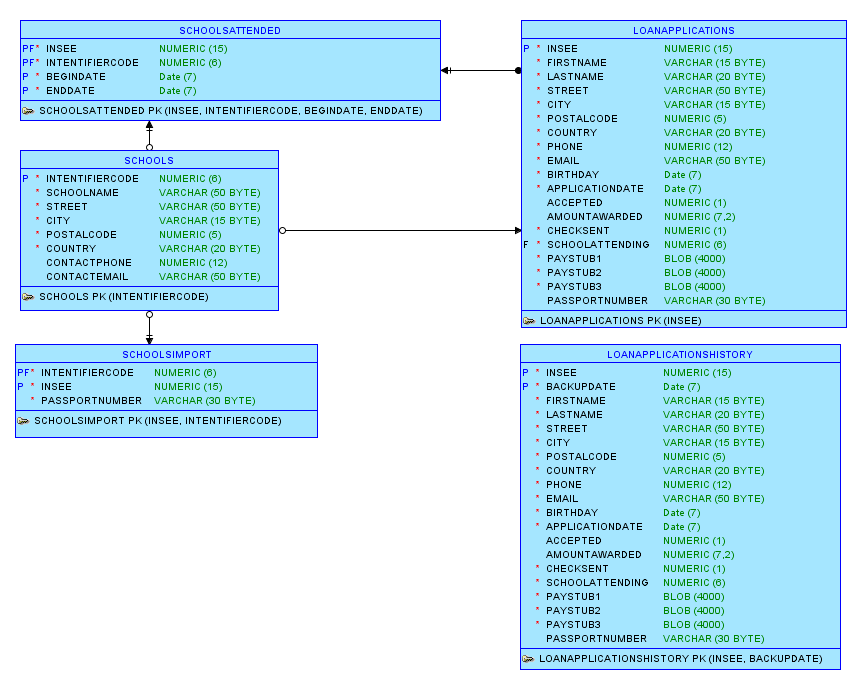 SCHOOLSATTENDED
PF* INSEE NUMERIC (15)
PF* INTENTIFIERCODE NUMERIC (6)
P * BEGINDATE Date (7)
P * ENDDATE Date (7)
SCHOOLSATTENDED PK (INSEE, INTENTIFIERCODE, BEGINDATE, ENDDATE)
SCHOOLS
P * INTENTIFIERCODE NUMERIC (6)
* SCHOOLNAME VARCHAR (50 BYTE)
* STREET VARCHAR (50 BYTE)
* CITY VARCHAR (15 BYTE)
* POSTALCODE NUMERIC (5)
* COUNTRY VARCHAR (20 BYTE)
CONTACTPHONE NUMERIC (12)
CONTACTEMAIL VARCHAR (50 BYTE)
SCHOOLS PK (INTENTIFIERCODE)
SCHOOLSIMPORT
PF* INTENTIFIERCODE NUMERIC (6)
P * INSEE NUMERIC (15)
* PASSPORTNUMBER VARCHAR (30 BYTE)
SCHOOLSIMPORT PK (INSEE, INTENTIFIERCODE)
LOANAPPLICATIONS
P * INSEE NUMERIC (15)
* FIRSTNAME VARCHAR (15 BYTE)
* LASTNAME VARCHAR (20 BYTE)
* STREET VARCHAR (50 BYTE)
* CITY VARCHAR (15 BYTE)
* POSTALCODE NUMERIC (5)
* COUNTRY VARCHAR (20 BYTE)
* PHONE NUMERIC (12)
* EMAIL VARCHAR (50 BYTE)
* BIRTHDAY Date (7)
* APPLICATIONDATE Date (7)
ACCEPTED NUMERIC (1)
AMOUNTAWARDED NUMERIC (7,2)
* CHECKSENT NUMERIC (1)
F * SCHOOLATTENDING NUMERIC (6)
* PAYSTUB1 BLOB (4000)
* PAYSTUB2 BLOB (4000)
* PAYSTUB3 BLOB (4000)
PASSPORTNUMBER VARCHAR (30 BYTE)
LOANAPPLICATIONS PK (INSEE)
LOANAPPLICATIONSHISTORY
P * INSEE NUMERIC (15)
P * BACKUPDATE Date (7)
* FIRSTNAME VARCHAR (15 BYTE)
* LASTNAME VARCHAR (20 BYTE)
* STREET VARCHAR (50 BYTE)
* CITY VARCHAR (15 BYTE)
* POSTALCODE NUMERIC (5)
* COUNTRY VARCHAR (20 BYTE)
* PHONE NUMERIC (12)
* EMAIL VARCHAR (50 BYTE)
* BIRTHDAY Date (7)
* APPLICATIONDATE Date (7)
ACCEPTED NUMERIC (1)
AMOUNTAWARDED NUMERIC (7,2)
* CHECKSENT NUMERIC (1)
* SCHOOLATTENDING NUMERIC (6)
* PAYSTUB1 BLOB (4000)
* PAYSTUB2 BLOB (4000)
* PAYSTUB3 BLOB (4000)
PASSPORTNUMBER VARCHAR (30 BYTE)
LOANAPPLICATIONSHISTORY PK (INSEE, BACKUPDATE)